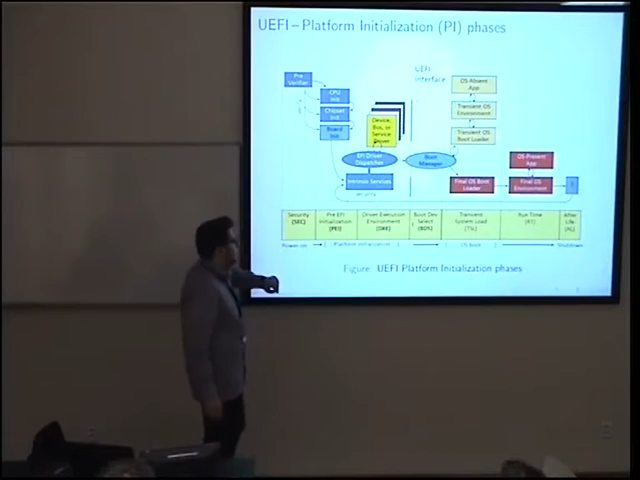 UEFI – Platform Initialization (PI) phases
UEFI
Interface
Pre
Verifier
CPU
Init
Chipset
Init
Board
Init
Device,
Bus, or
Service
Driver
EFI Driver
Dispatcher
Intrinsic Services
security
Boot
Manager
OS-Absent
App
Transient OS
Environment
Transient OS
Boot Loader
OS-Present
App
Final OS Boot
Loader
Final OS
Environment
Security
(SEC)
Pre EFI
Initialization
(PEI)
Driver Execution
Environment
(DXE)
Boot Dev
Select
(BDS)
Transient
System Load
(TSL)
Run Time
(RT)
After
Life
(AL)
Power on
Platform initialization
OS boot
Shutdown
Figure: UEFI Platform Initialization phases